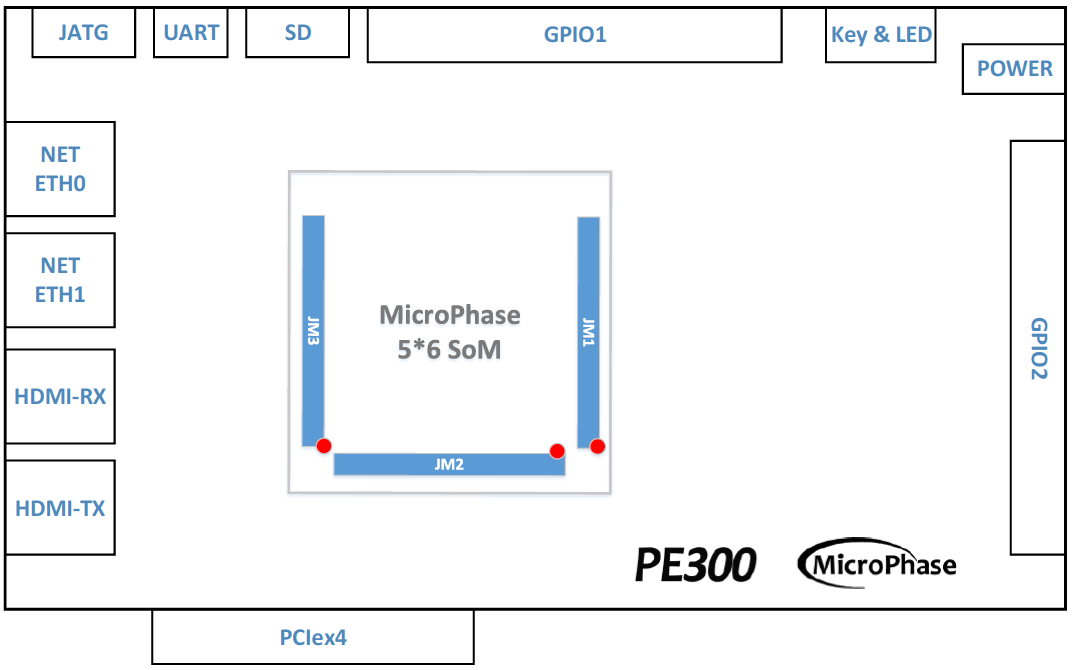 JATG
UART
SD
GPIO1
Key & LED
POWER
NET
ETH0
NET
ETH1
HDMI-RX
HDMI-TX
MicroPhase
5*6 SoM
JM3
JM1
JM2
GPIO2
PE300
MicroPhase
PCIex4